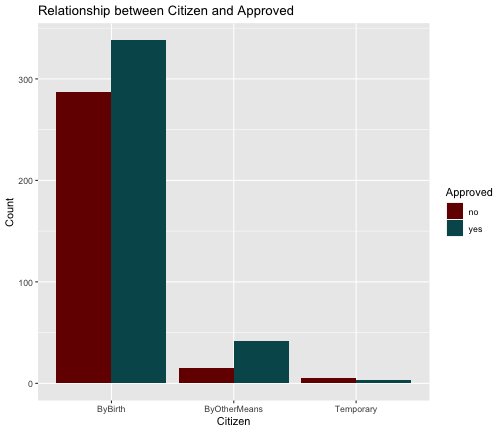 Relationship between Citizen and Approved
300
200
100
0
Count
ByBirth
ByOtherMeans
Temporary
Citizen
Approved
no
yes